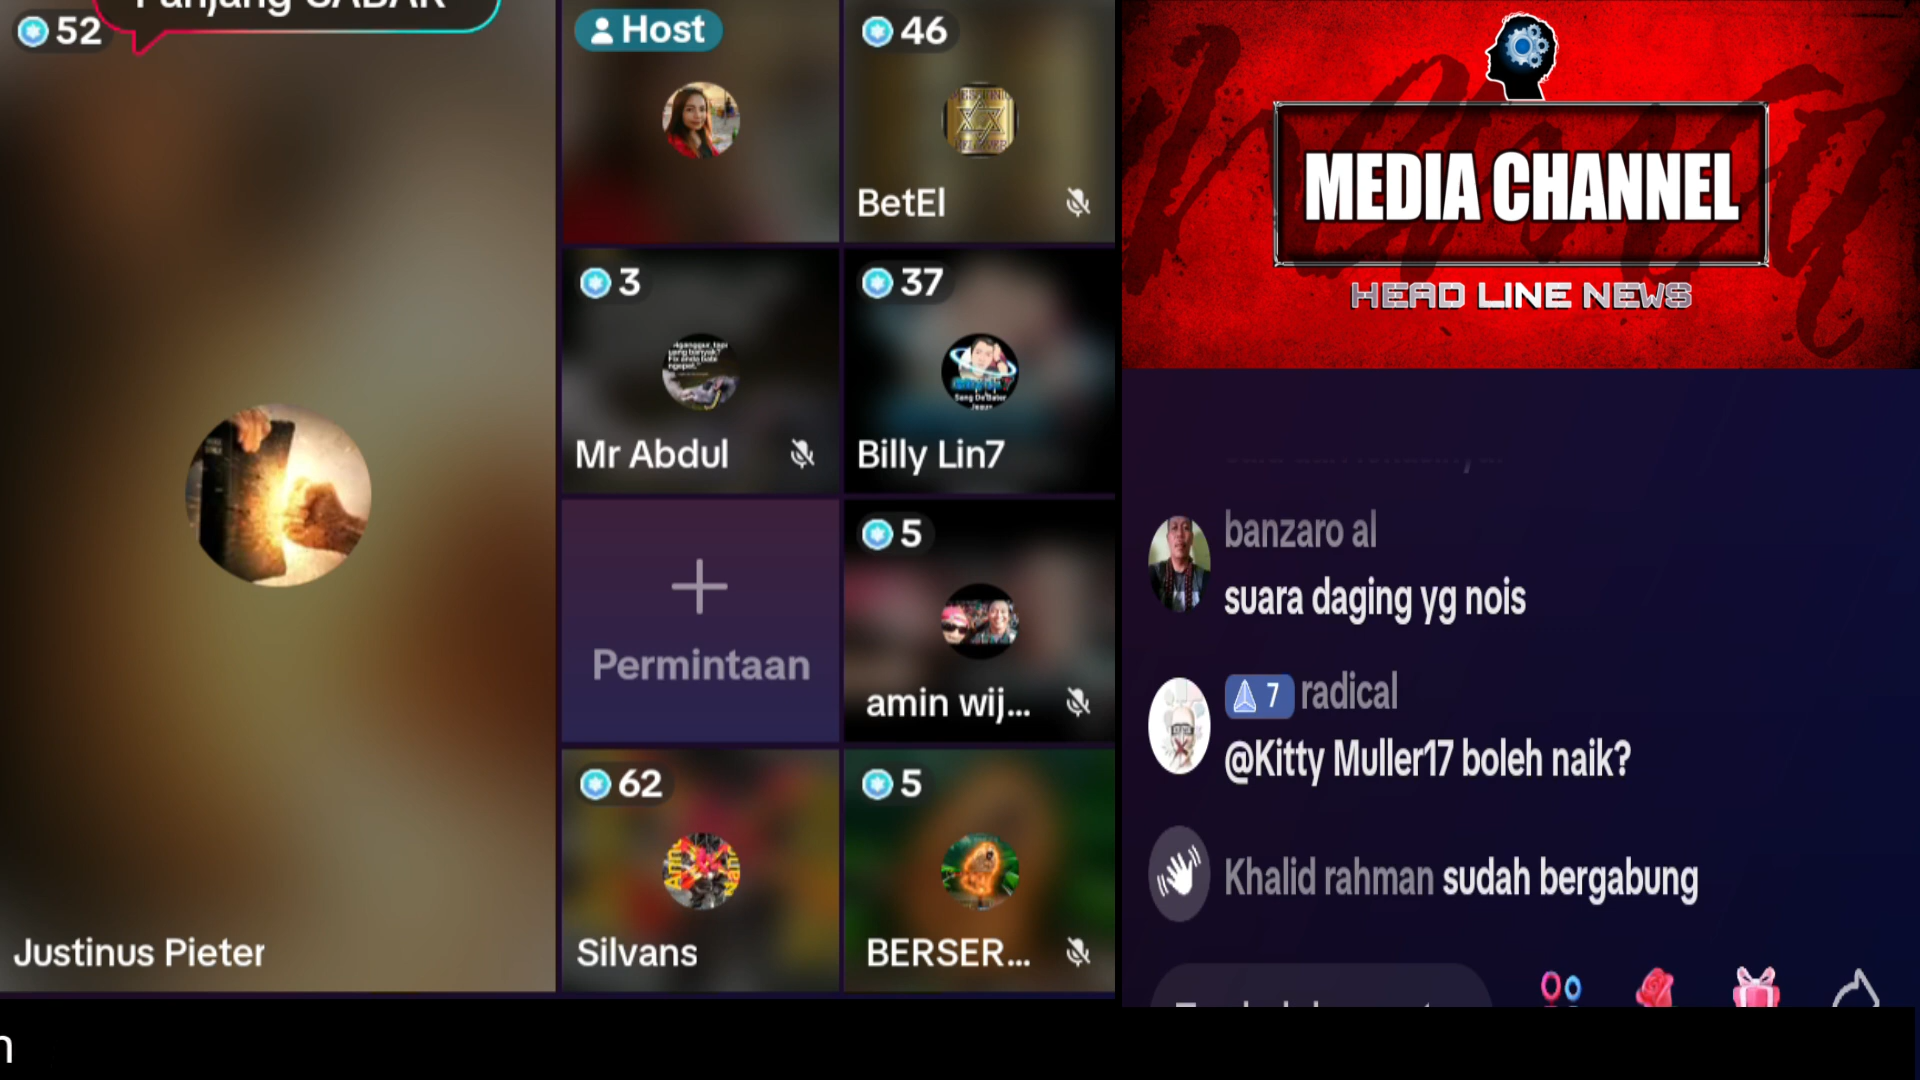 Panjang SABAR
52
Justinus Pieter
Host
46
BetEl
3
Mr Abdul
37
Billy Lin7
Permintaan
5
amin wij...
62
Silvans
5
BERSER...
MEDIA CHANNEL
HEAD LINE NEWS
banzaro al
suara daging yg nois
7 radical
@Kitty Muller17 boleh naik?
Khalid rahman sudah bergabung